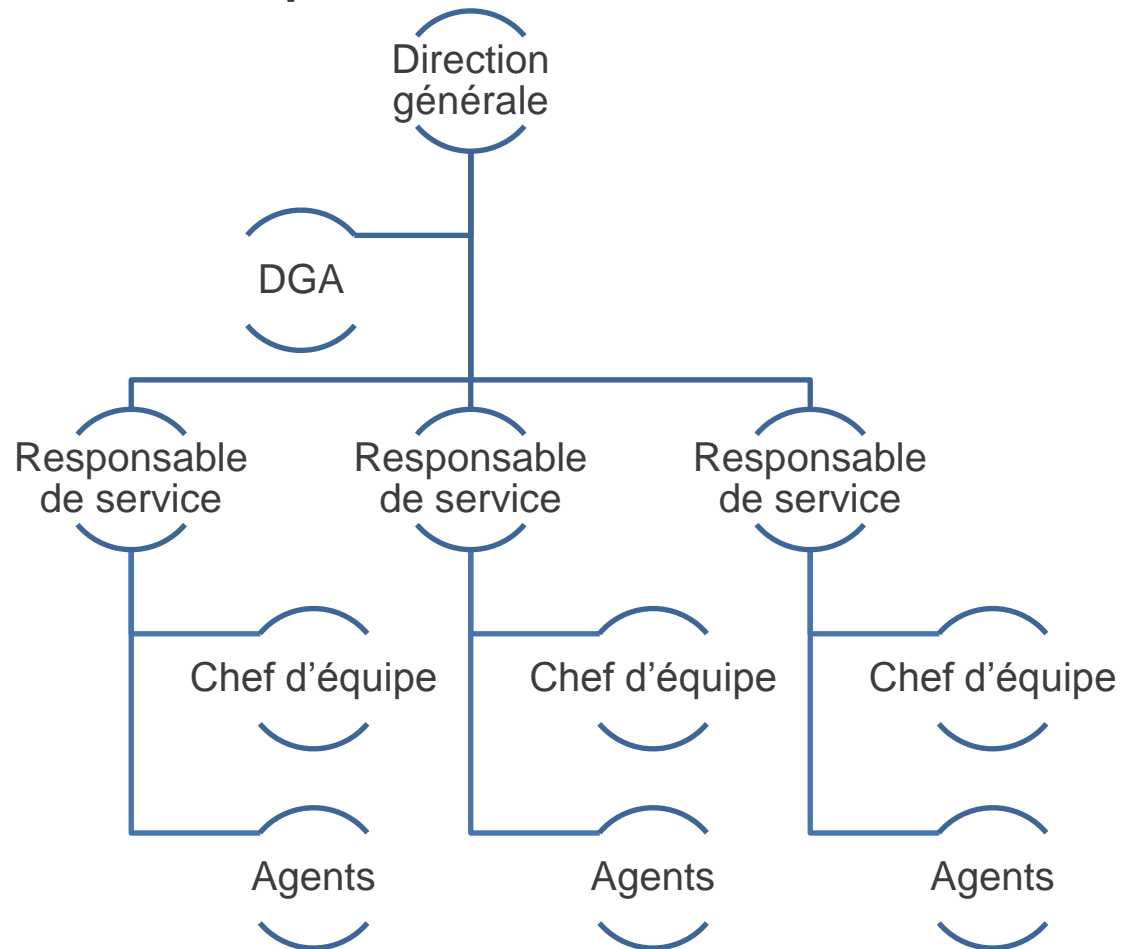 Direction
générale
DGA
Responsable
de service
Responsable
de service
Responsable
de service
Chef d’équipe
Chef d’équipe
Chef d’équipe
Agents
Agents
Agents